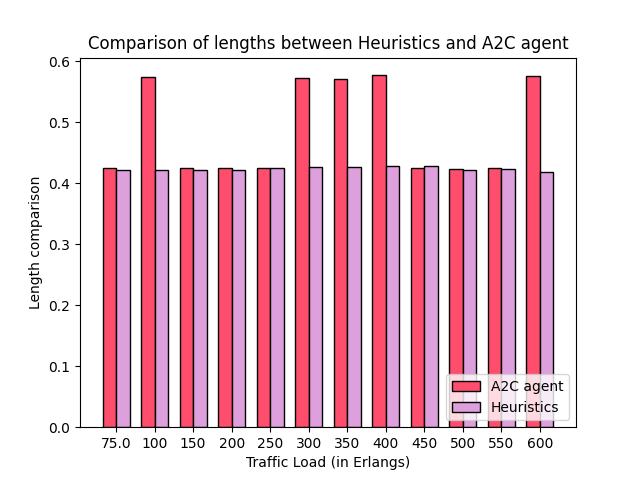 Comparison of lengths between Heuristics and A2C agent
0.6
0.5
0.4
0.3
0.2
0.1
0.0
Length comparison
A2C agent
Heuristics
75.0 100 150 200 250 300 350 400 450 500 550 600
Traffic Load (in Erlangs)